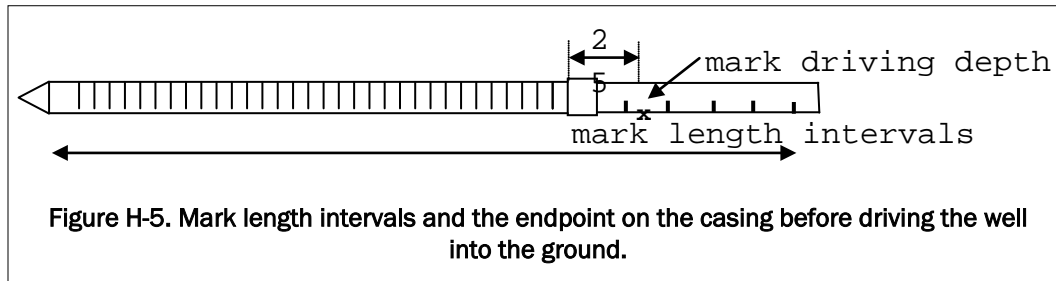 2
5
mark driving depth
x
mark length intervals
Figure H-5. Mark length intervals and the endpoint on the casing before driving the well
into the ground.